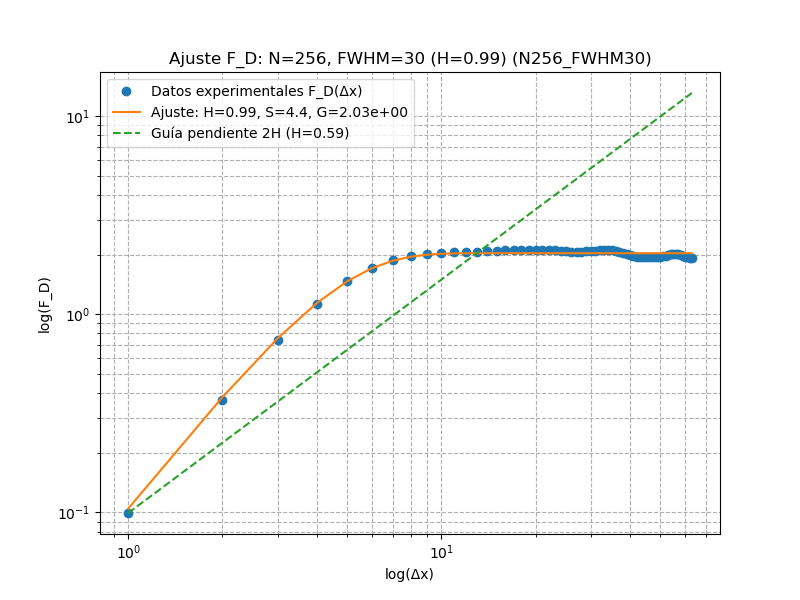 Ajuste F_D: N=256, FWHM=30 (H=0.99) (N256_FWHM30)
Datos experimentales F_D(Δx)
Ajuste: H=0.99, S=4.4, G=2.03e+00
Guía pendiente 2H (H=0.59)
log(F_D)
10¹
10⁰
10⁻¹
10⁰
10¹
log(Δx)